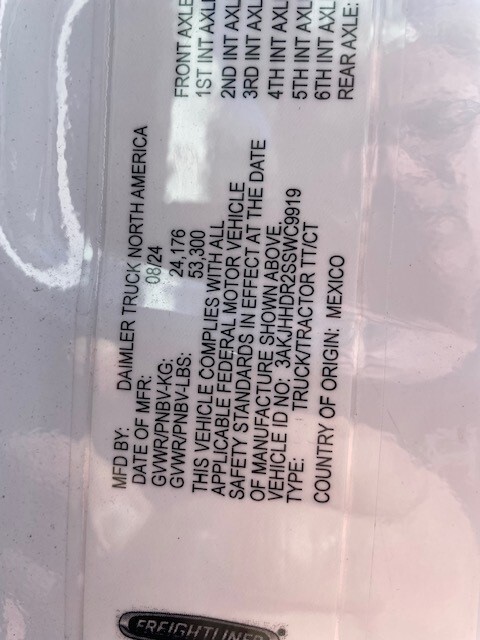 MFD BY: DAIMLER TRUCK NORTH AMERICA
DATE OF MFR: 08/24
GVWR/PNBV-KG: 24,176
GVWR/PNBV-LBS: 53,300
THIS VEHICLE COMPLIES WITH ALL
APPLICABLE FEDERAL MOTOR VEHICLE
SAFETY STANDARDS IN EFFECT AT THE DATE
OF MANUFACTURE SHOWN ABOVE.
VEHICLE ID NO: 3AKJHHDR2SSWC9919
TYPE: TRUCK/TRACTOR TT/CT
COUNTRY OF ORIGIN: MEXICO
FRONT AXLE
1ST INT AXLE
2ND INT AXL
3RD INT AXL
4TH INT AXL
5TH INT AXL
6TH INT AXL
REAR AXLE:
FREIGHTLINER